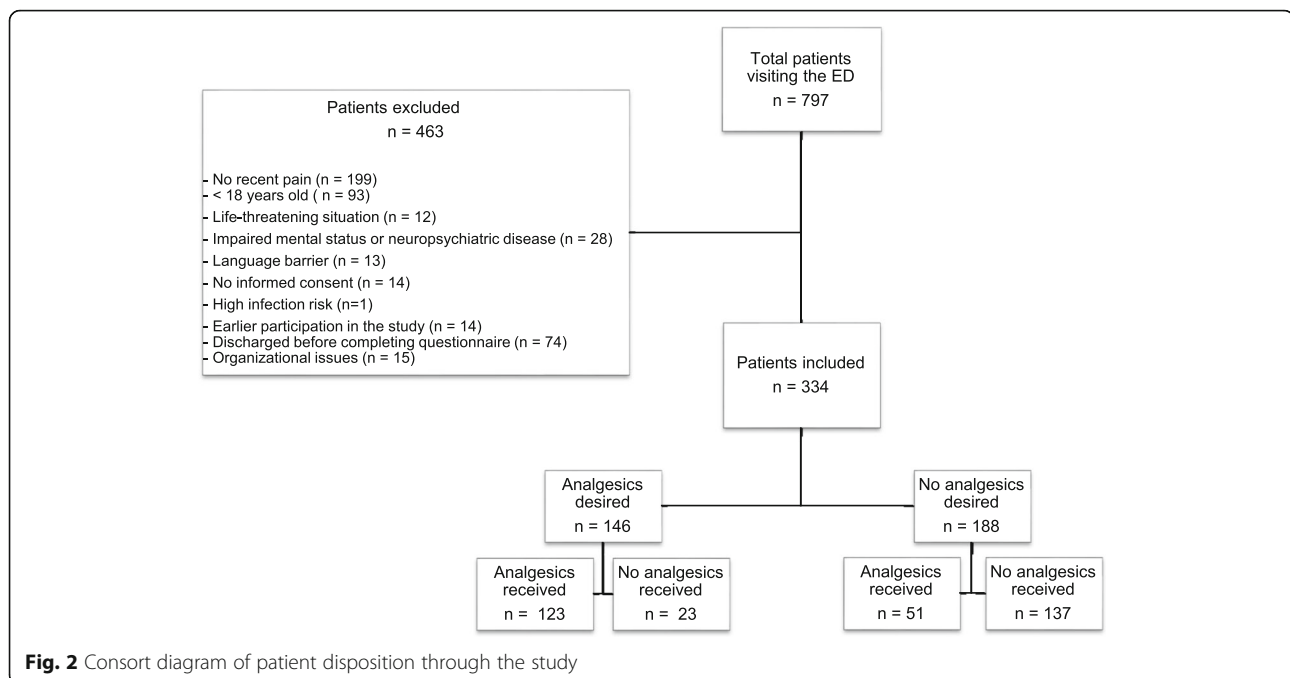 Total patients
visiting the ED
n = 797
Patients excluded
n = 463
- No recent pain (n = 199)
- < 18 years old ( n = 93)
- Life-threatening situation (n = 12)
- Impaired mental status or neuropsychiatric disease (n = 28)
- Language barrier (n = 13)
- No informed consent (n = 14)
- High infection risk (n=1)
- Earlier participation in the study (n = 14)
- Discharged before completing questionnaire (n = 74)
- Organizational issues (n = 15)
Patients included
n = 334
Analgesics
desired
n = 146
No analgesics
desired
n = 188
Analgesics
received
n = 123
No analgesics
received
n = 23
Analgesics
received
n = 51
No analgesics
received
n = 137
Fig. 2 Consort diagram of patient disposition through the study